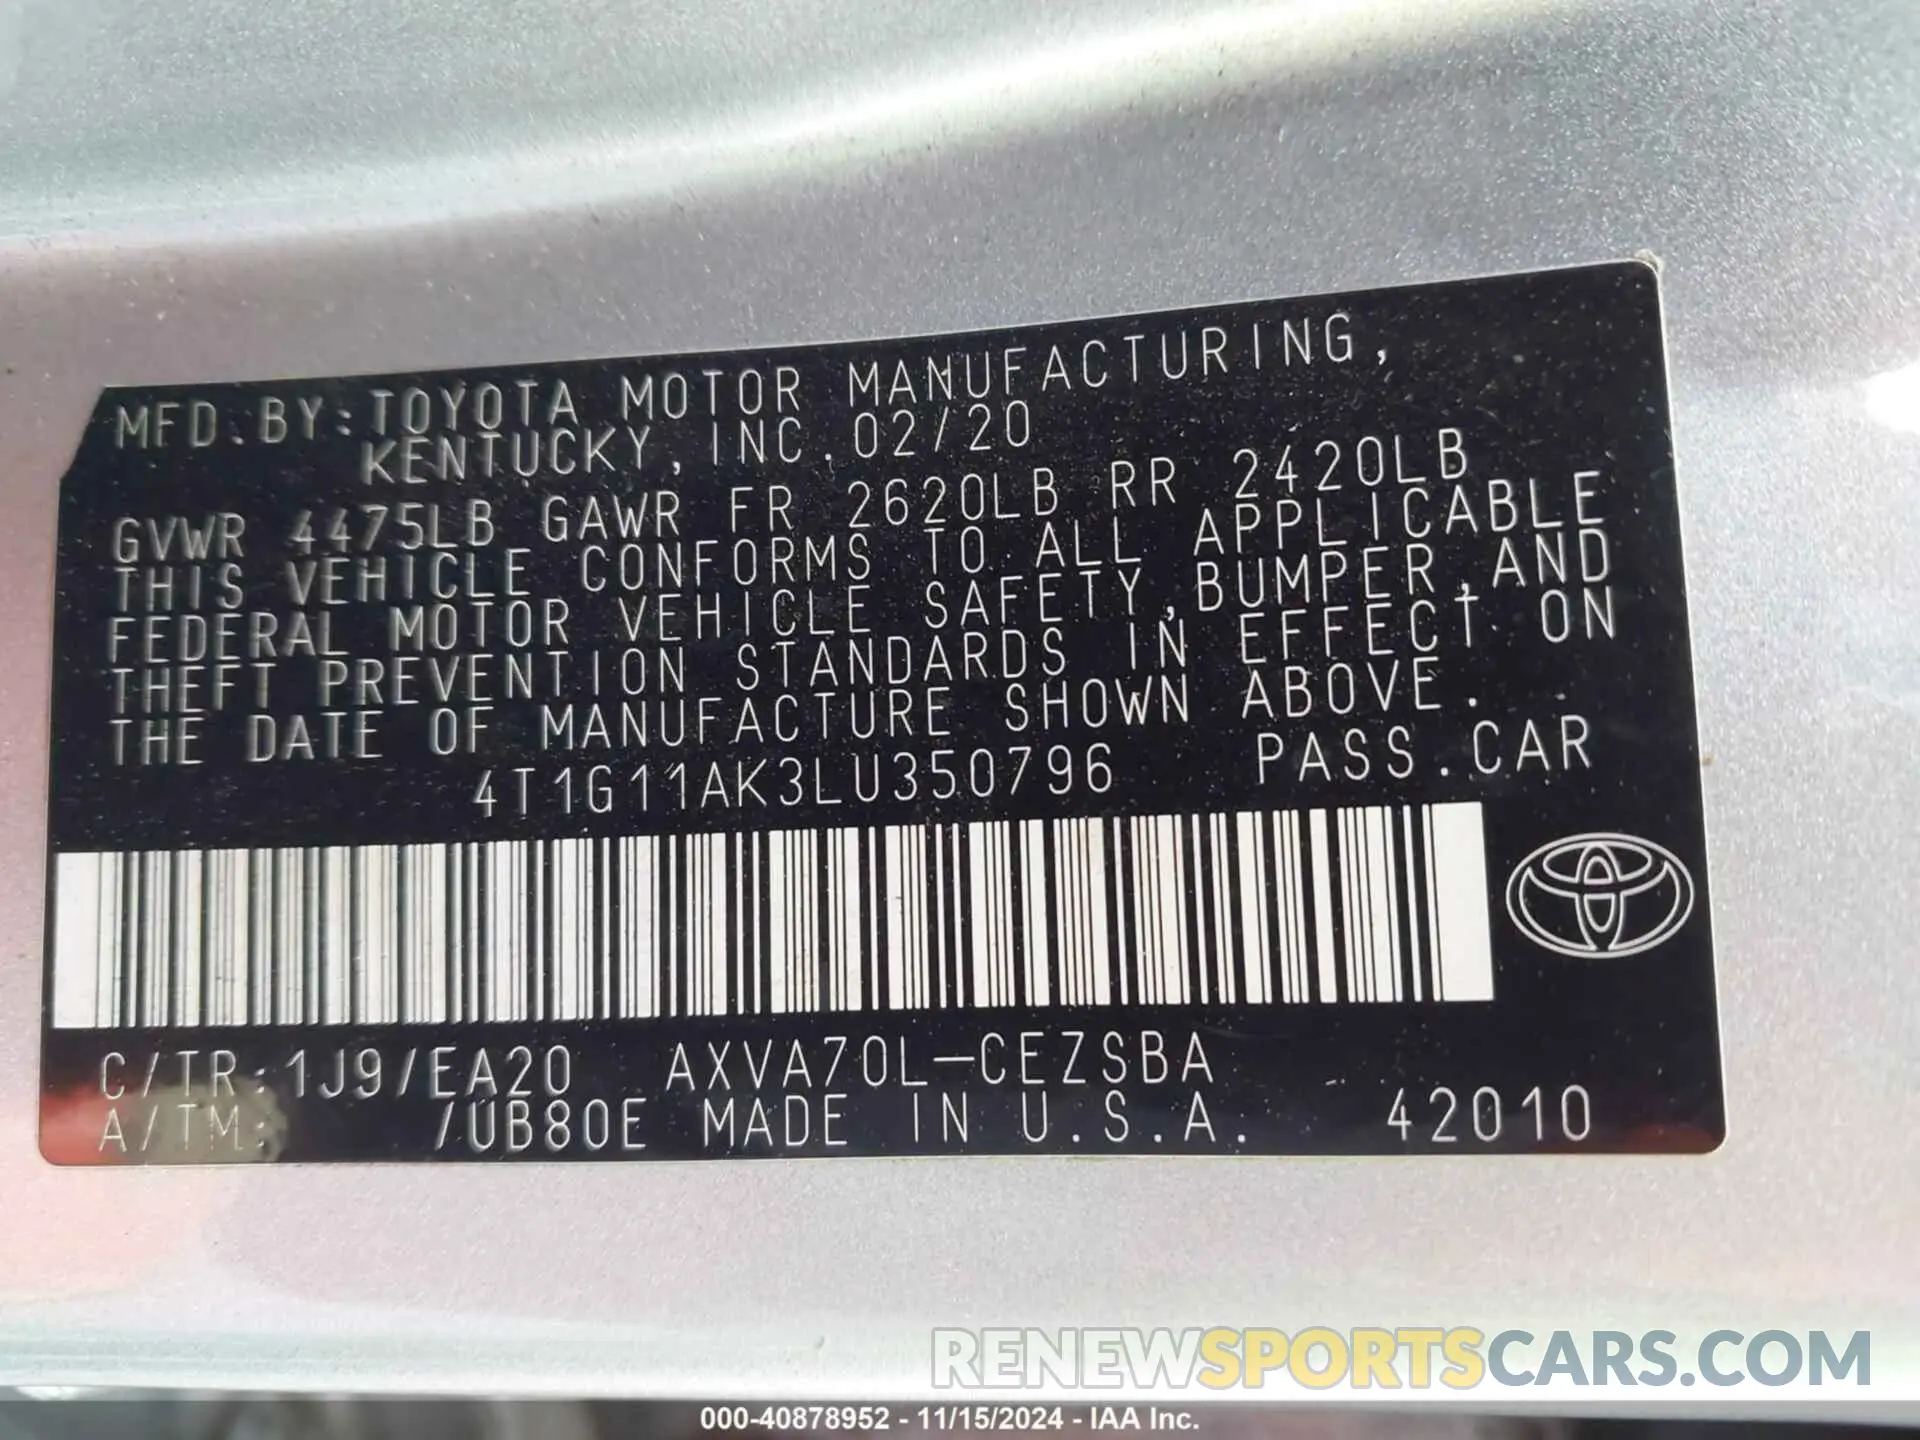 MFD.BY:TOYOTA MOTOR MANUFACTURING,
KENTUCKY, INC.02/20
GVWR 4475LB GAWR FR 2620LB RR 2420LB
THIS VEHICLE CONFORMS TO ALL APPLICABLE
FEDERAL MOTOR VEHICLE SAFETY,BUMPER,AND
THEFT PREVENTION STANDARDS IN EFFECT ON
THE DATE OF MANUFACTURE SHOWN ABOVE.
4T1G11AK3LU350796 PASS.CAR
C/TR:1J9/EA20 AXVA70L-CEZSBA
A/TM: /UB80E MADE IN U.S.A. 42010
RENEWSPORTSCARS.COM
000-40878952 - 11/15/2024 - IAA Inc.